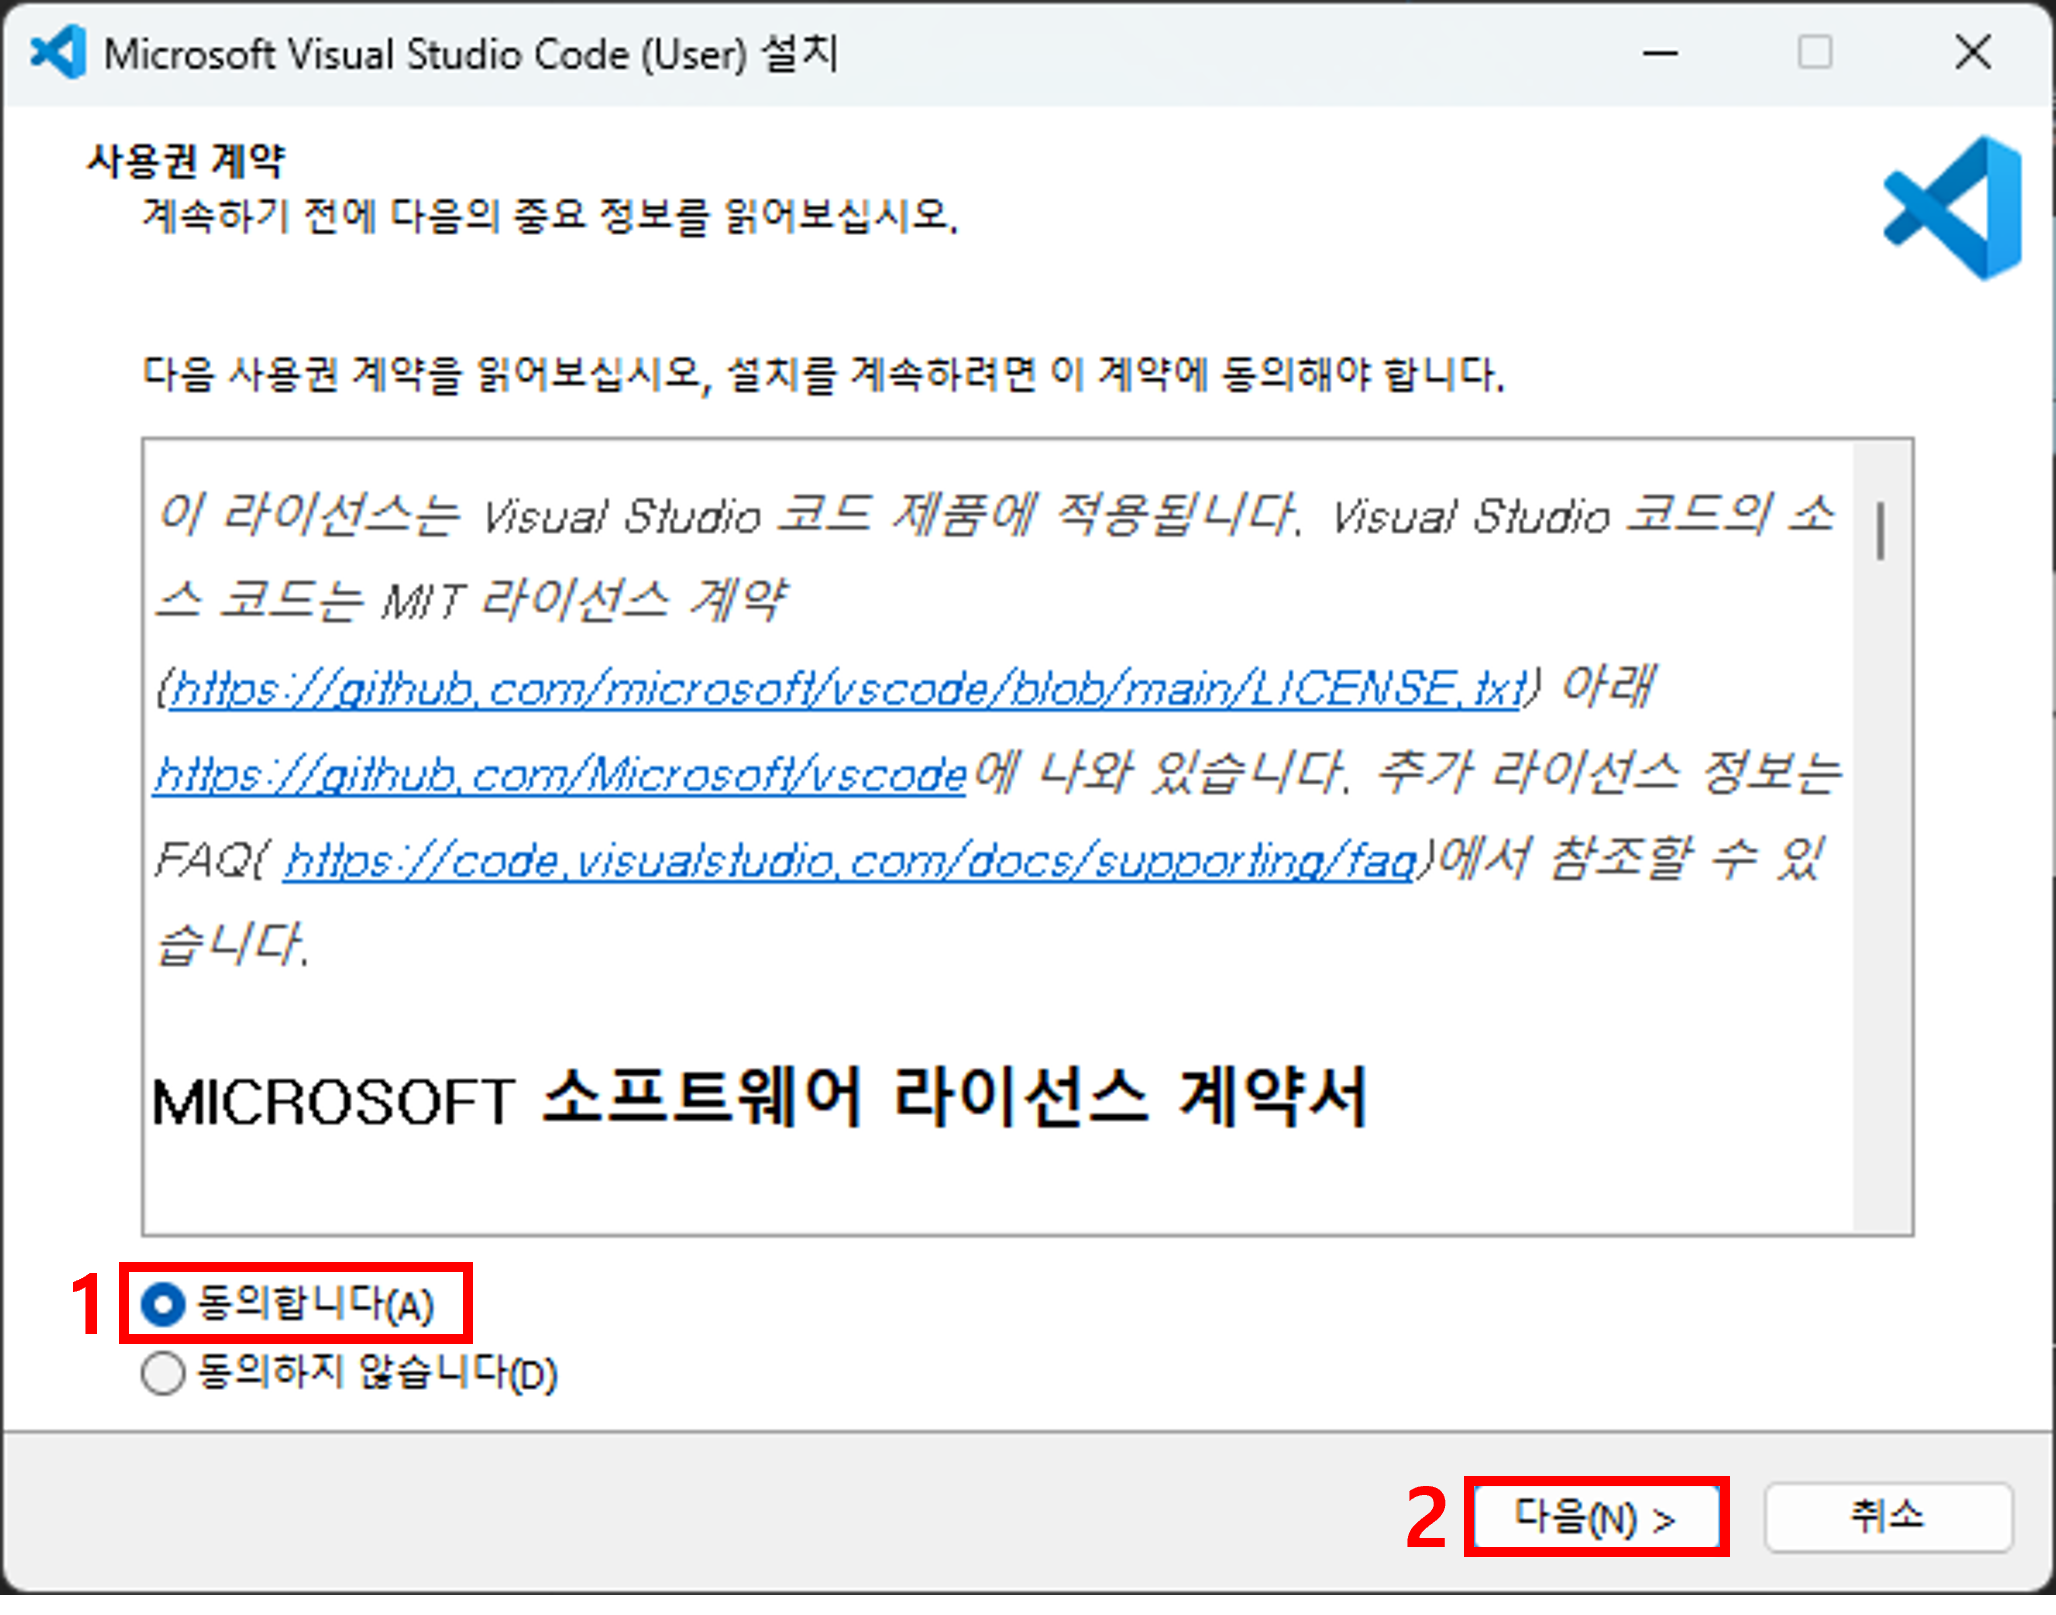 Microsoft Visual Studio Code (User) 설치
사용권 계약
계속하기 전에 다음의 중요 정보를 읽어보십시오.
다음 사용권 계약을 읽어보십시오, 설치를 계속하려면 이 계약에 동의해야 합니다.
이 라이선스는 Visual Studio 코드 제품에 적용됩니다. Visual Studio 코드의 소
스 코드는 MIT 라이선스 계약
(https://github.com/microsoft/vscode/blob/main/LICENSE.txt) 아래
https://github.com/Microsoft/vscode에 나와 있습니다. 추가 라이선스 정보는
FAQ( https://code.visualstudio.com/docs/supporting/faq)에서 참조할 수 있
습니다.
MICROSOFT 소프트웨어 라이선스 계약서
1 동의합니다(A)
동의하지 않습니다(D)
2 다음(N) > 취소